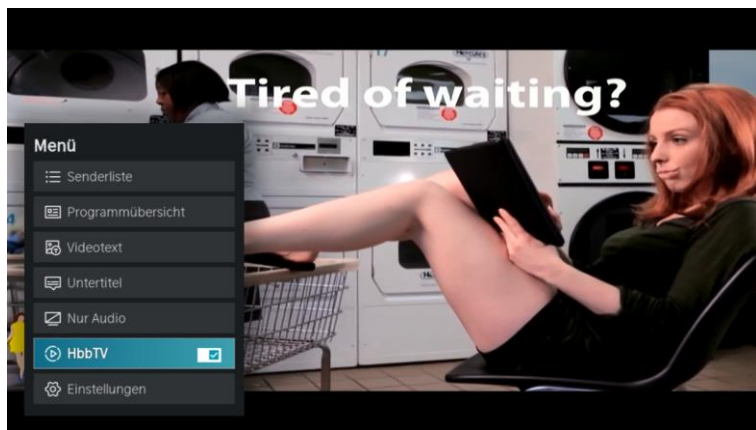 Tired of waiting?
Menü
Senderliste
Programmübersicht
Videotext
Untertitel
Nur Audio
HbbTV
Einstellungen